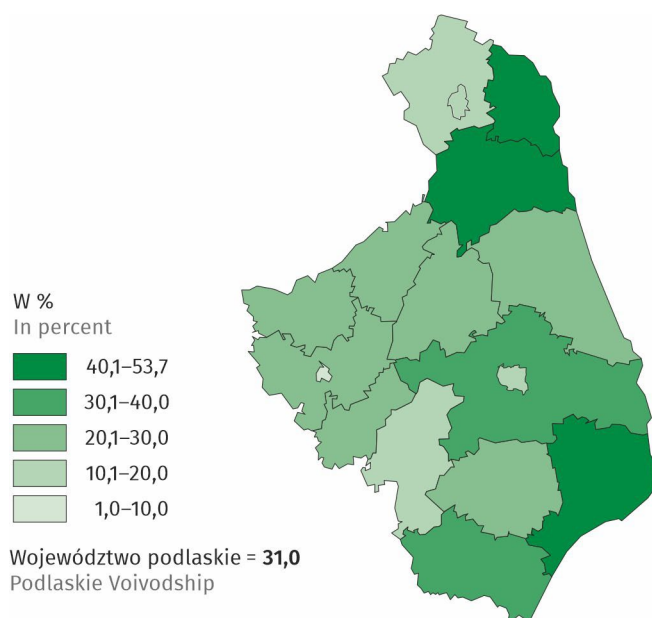 W %
In percent
40,1–53,7
30,1–40,0
20,1–30,0
10,1–20,0
1,0–10,0
Województwo podlaskie = 31,0
Podlaskie Voivodship